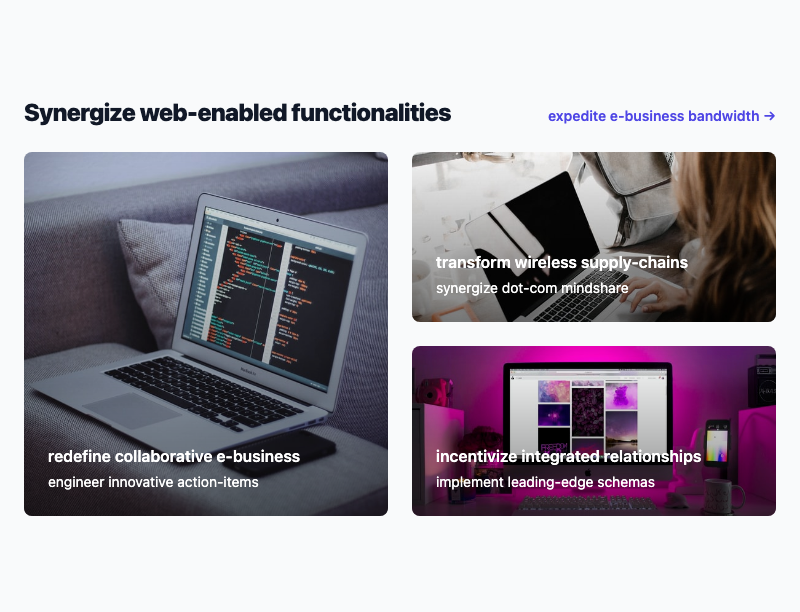 Synergize web-enabled functionalities
expedite e-business bandwidth →
redefine collaborative e-business
engineer innovative action-items
transform wireless supply-chains
synergize dot-com mindshare
incentivize integrated relationships
implement leading-edge schemas